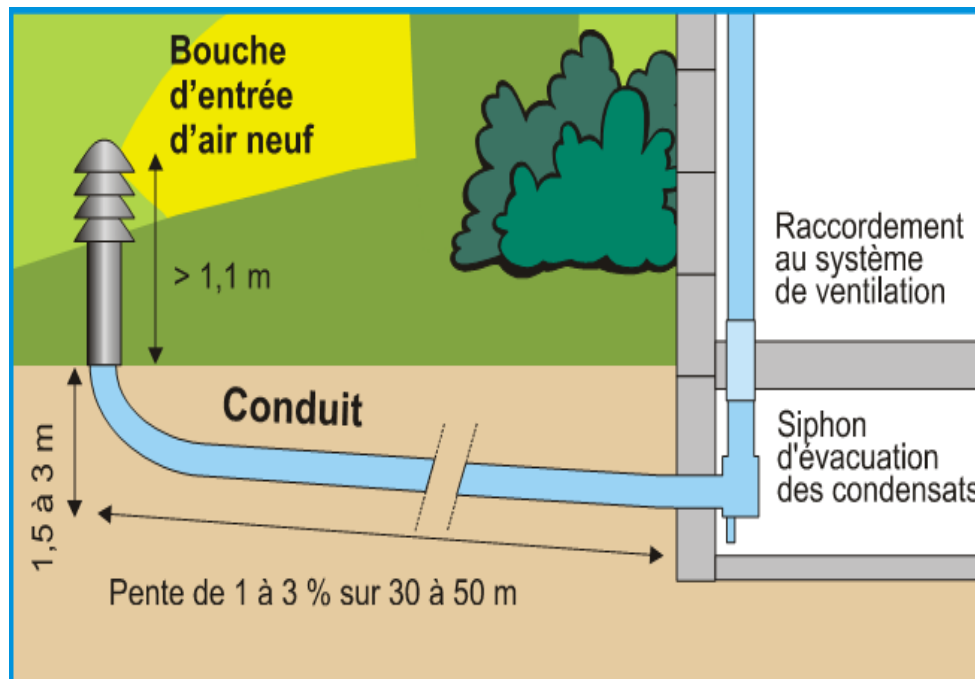 Bouche
d'entrée
d'air neuf
> 1,1 m
Raccordement
au système
de ventilation
Conduit
1,5 à 3 m
Siphon
d'évacuation
des condensats
Pente de 1 à 3 % sur 30 à 50 m